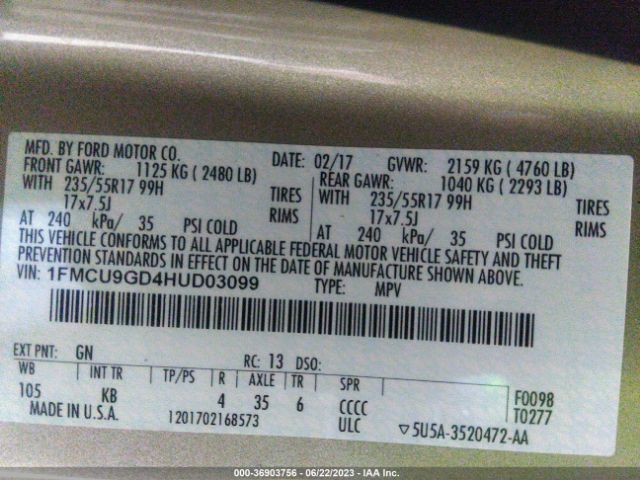 MFD. BY FORD MOTOR CO.
DATE: 02/17 GVWR: 2159 KG ( 4760 LB)
FRONT GAWR: 1125 KG ( 2480 LB) REAR GAWR: 1040 KG ( 2293 LB)
WITH 235/55R17 99H TIRES WITH 235/55R17 99H TIRES
17x7.5J RIMS 17x7.5J RIMS
AT 240 kPa/ 35 PSI COLD AT 240 kPa/ 35 PSI COLD
THIS VEHICLE CONFORMS TO ALL APPLICABLE FEDERAL MOTOR VEHICLE SAFETY AND THEFT
PREVENTION STANDARDS IN EFFECT ON THE DATE OF MANUFACTURE SHOWN ABOVE.
VIN: 1FMCU9GD4HUD03099 TYPE: MPV
EXT PNT: GN RC: 13 DSO:
WB INT TR TP/PS R AXLE TR SPR F0098
105 KB 4 35 6 CCCC T0277
MADE IN U.S.A. 1201702168573 ULC ▽5U5A-3520472-AA
000-36903756 - 06/22/2023 - IAA Inc.